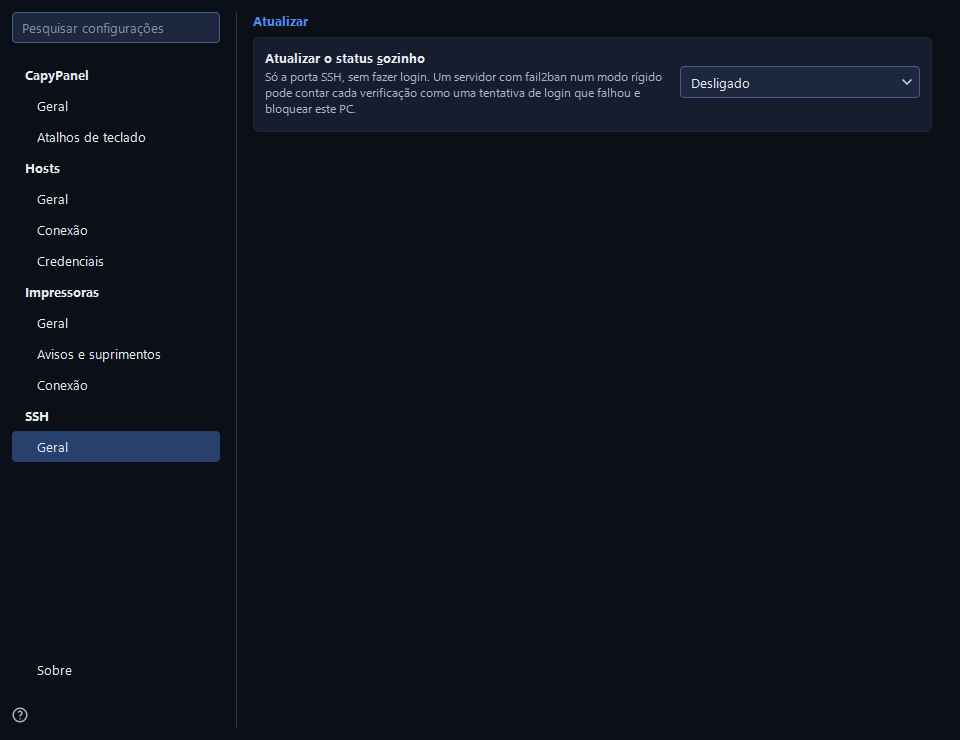 Pesquisar configurações
CapyPanel
Geral
Atalhos de teclado
Hosts
Geral
Conexão
Credenciais
Impressoras
Geral
Avisos e suprimentos
Conexão
SSH
Geral
Sobre
Atualizar
Atualizar o status sozinho
Só a porta SSH, sem fazer login. Um servidor com fail2ban num modo rígido
pode contar cada verificação como uma tentativa de login que falhou e
bloquear este PC.
Desligado